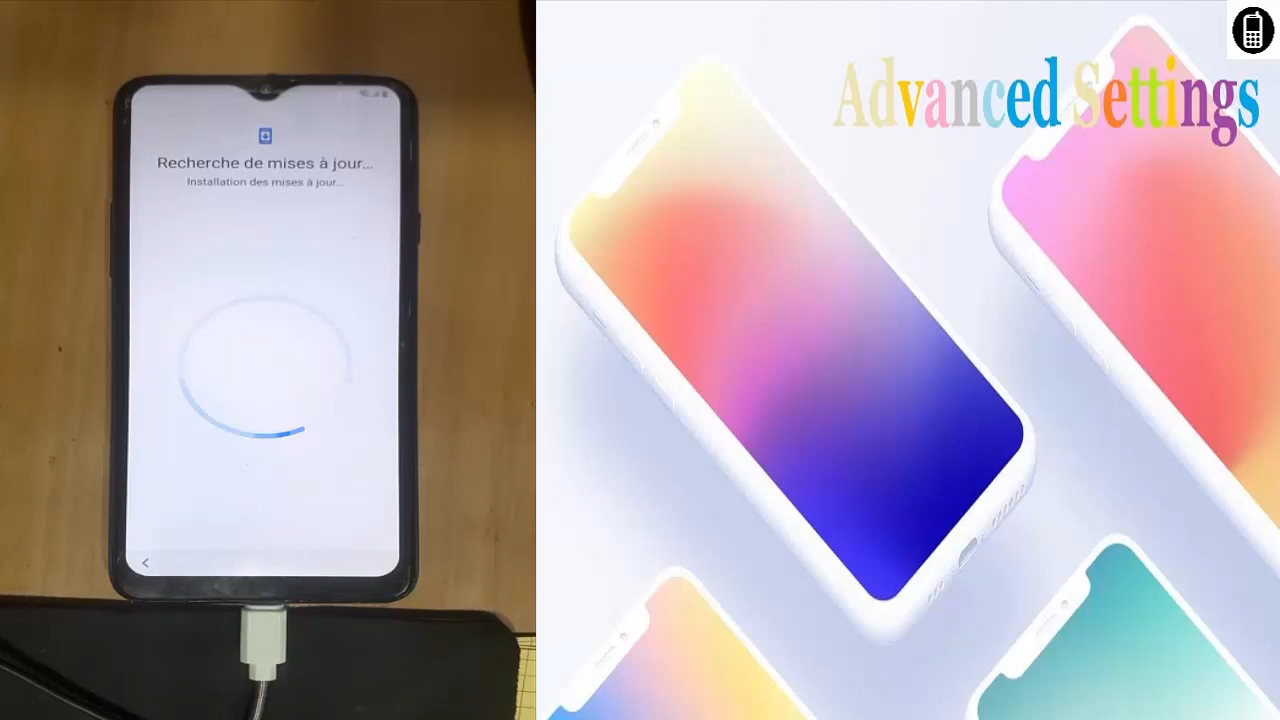 Recherche de mises à jour...
Installation des mises à jour...
Advanced Settings